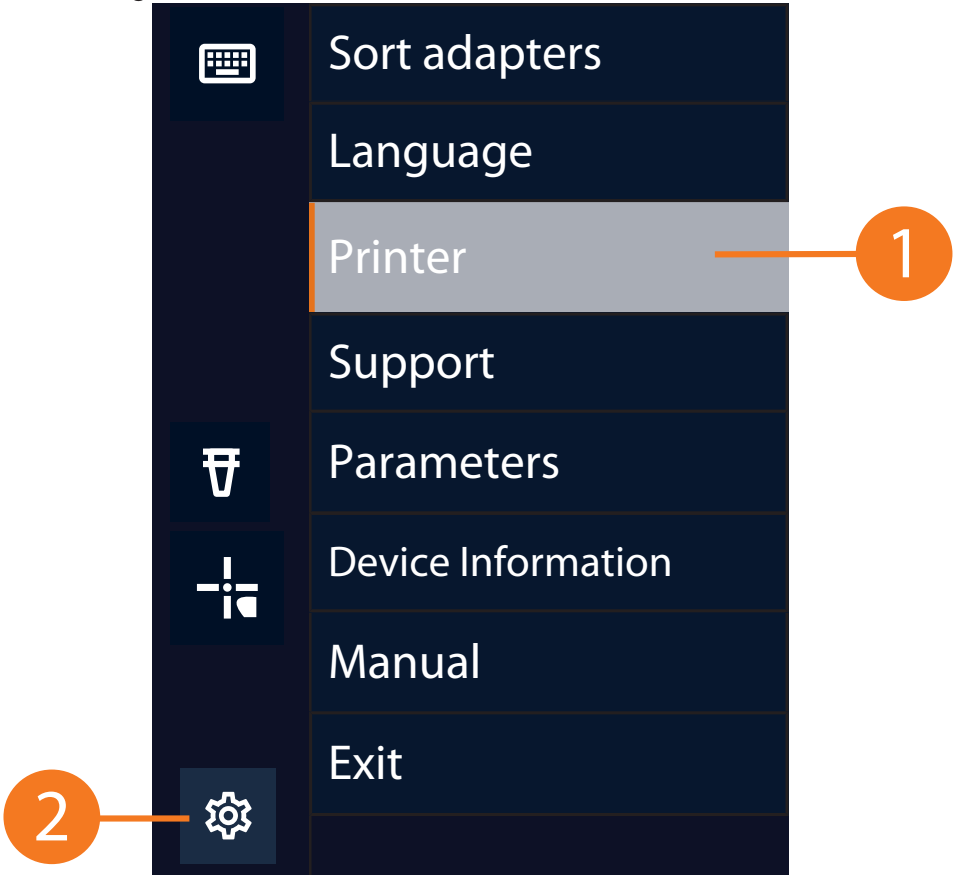 Sort adapters
Language
Printer
1
Support
Parameters
Device Information
Manual
Exit
2